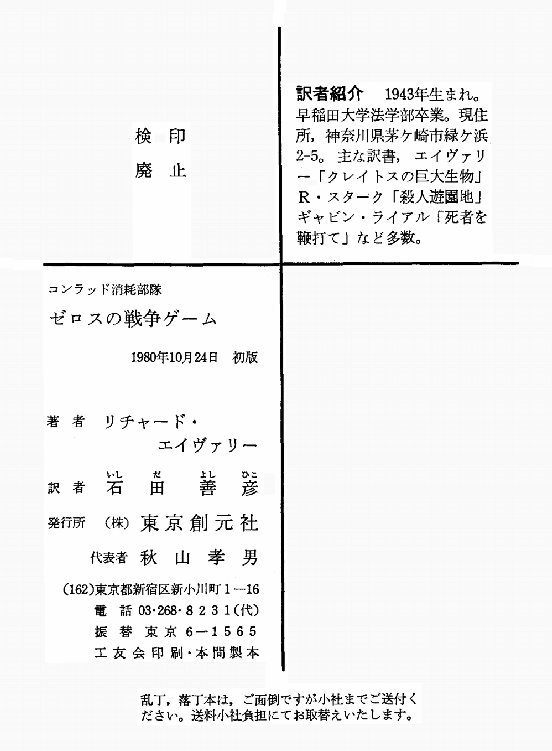 検印
廃止
訳者紹介　1943年生まれ。
早稲田大学法学部卒業。現住
所，神奈川県茅ケ崎市緑ケ浜
2-5。主な訳書，エイヴァリ
ー「クレイトスの巨大生物」
R・スターク「殺人遊園地」
ギャビン・ライアル「死者を
鞭打て」など多数。
コンラッド消耗部隊
ゼロスの戦争ゲーム
1980年10月24日　初版
著者　リチャード・
エイヴァリー
いし だ よし ひこ
訳者　石田善彦
発行所　(株)東京創元社
代表者 秋山孝男
(162)東京都新宿区新小川町1―16
電話 03・268・8231(代)
振替 東京6―1565
工友会印刷・本間製本
乱丁，落丁本は，ご面倒ですが小社までご送付く
ださい。送料小社負担にてお取替えいたします。